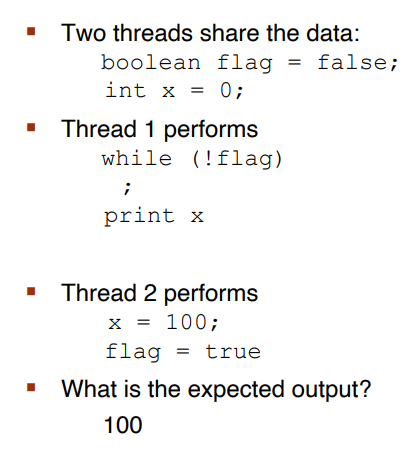 ▪ Two threads share the data:
boolean flag = false;
int x = 0;
▪ Thread 1 performs
while (!flag)
;
print x
▪ Thread 2 performs
x = 100;
flag = true
▪ What is the expected output?
100